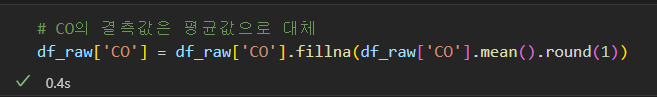 # CO의 결측값은 평균값으로 대체
df_raw['CO'] = df_raw['CO'].fillna(df_raw['CO'].mean().round(1))
✓ 0.4s